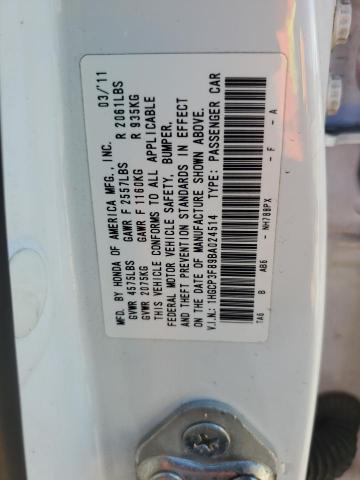 MFD. BY HONDA OF AMERICA MFG., INC. 03/11
GVWR 4575LBS GAWR F 2557LBS R 2061LBS
GVWR 2075KG GAWR F 1160KG R 935KG
THIS VEHICLE CONFORMS TO ALL APPLICABLE
FEDERAL MOTOR VEHICLE SAFETY, BUMPER,
AND THEFT PREVENTION STANDARDS IN EFFECT
ON THE DATE OF MANUFACTURE SHOWN ABOVE.
V.I.N.: 1HGCP3F89BA024514 TYPE: PASSENGER CAR
TA6 B AB6 - NH788PX - F - A